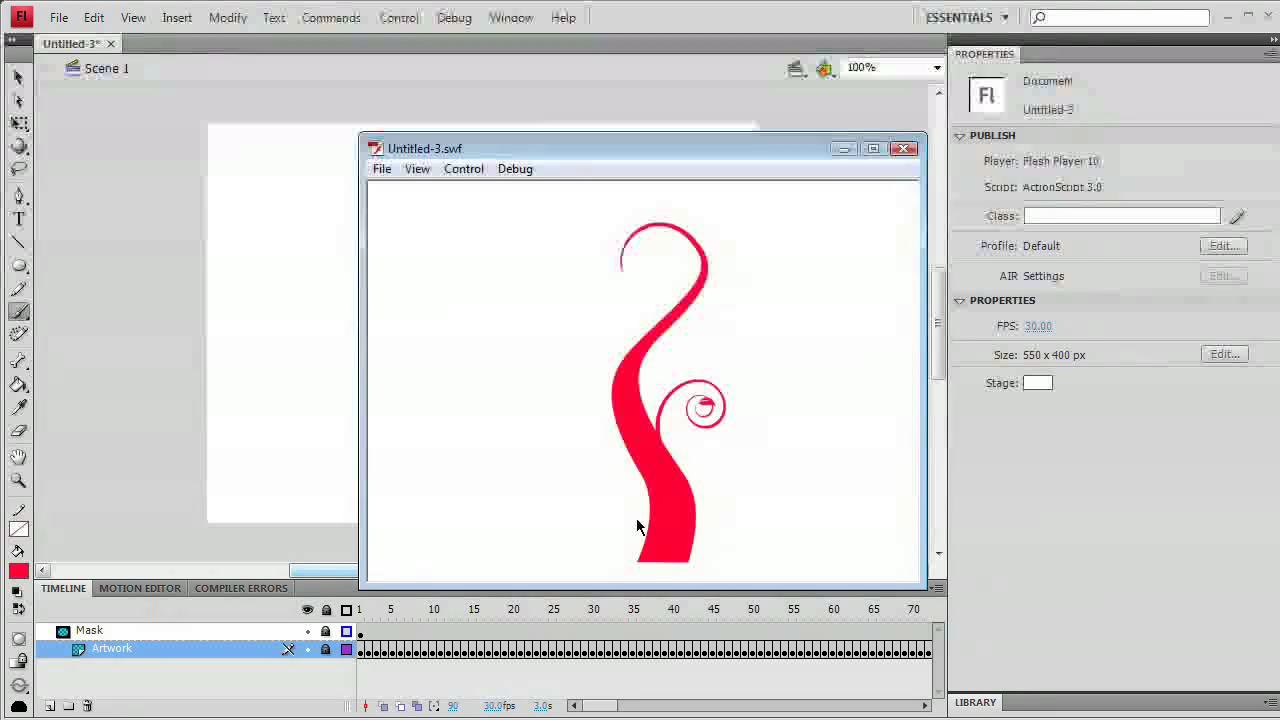 Fl File Edit View Insert Modify Text Commands Control Debug Window Help ESSENTIALS
Untitled-3*
PROPERTIES
Scene 1 100%
Fl Document
Untitled-3
PUBLISH
Player: Flash Player 10
Script: ActionScript 3.0
Class:
Profile: Default Edit...
AIR Settings Edit...
PROPERTIES
FPS: 30.00
Size: 550 x 400 px Edit...
Stage:
Untitled-3.swf
File View Control Debug
T
TIMELINE MOTION EDITOR COMPILER ERRORS
1 5 10 15 20 25 30 35 40 45 50 55 60 65 70
Mask
Artwork
90 30.0fps 3.0s
LIBRARY